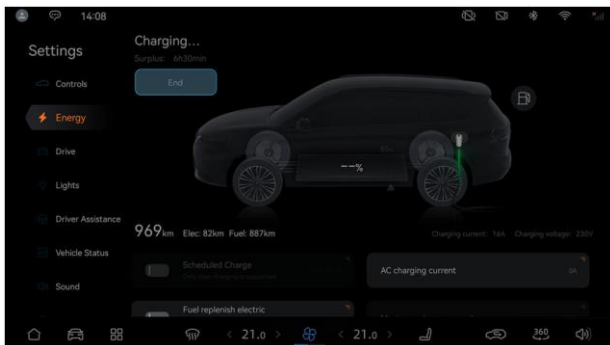 14:08
Settings
Charging...
Surplus: 6h30min
Controls
End
Energy
Drive
--%
Lights
Driver Assistance
969km Elec: 82km Fuel: 887km
Charging current: 16A Charging voltage: 230V
Vehicle Status
Scheduled Charge
AC charging current
0A
Sound
Fuel replenish electric
< 21.0 >
< 21.0 >
360